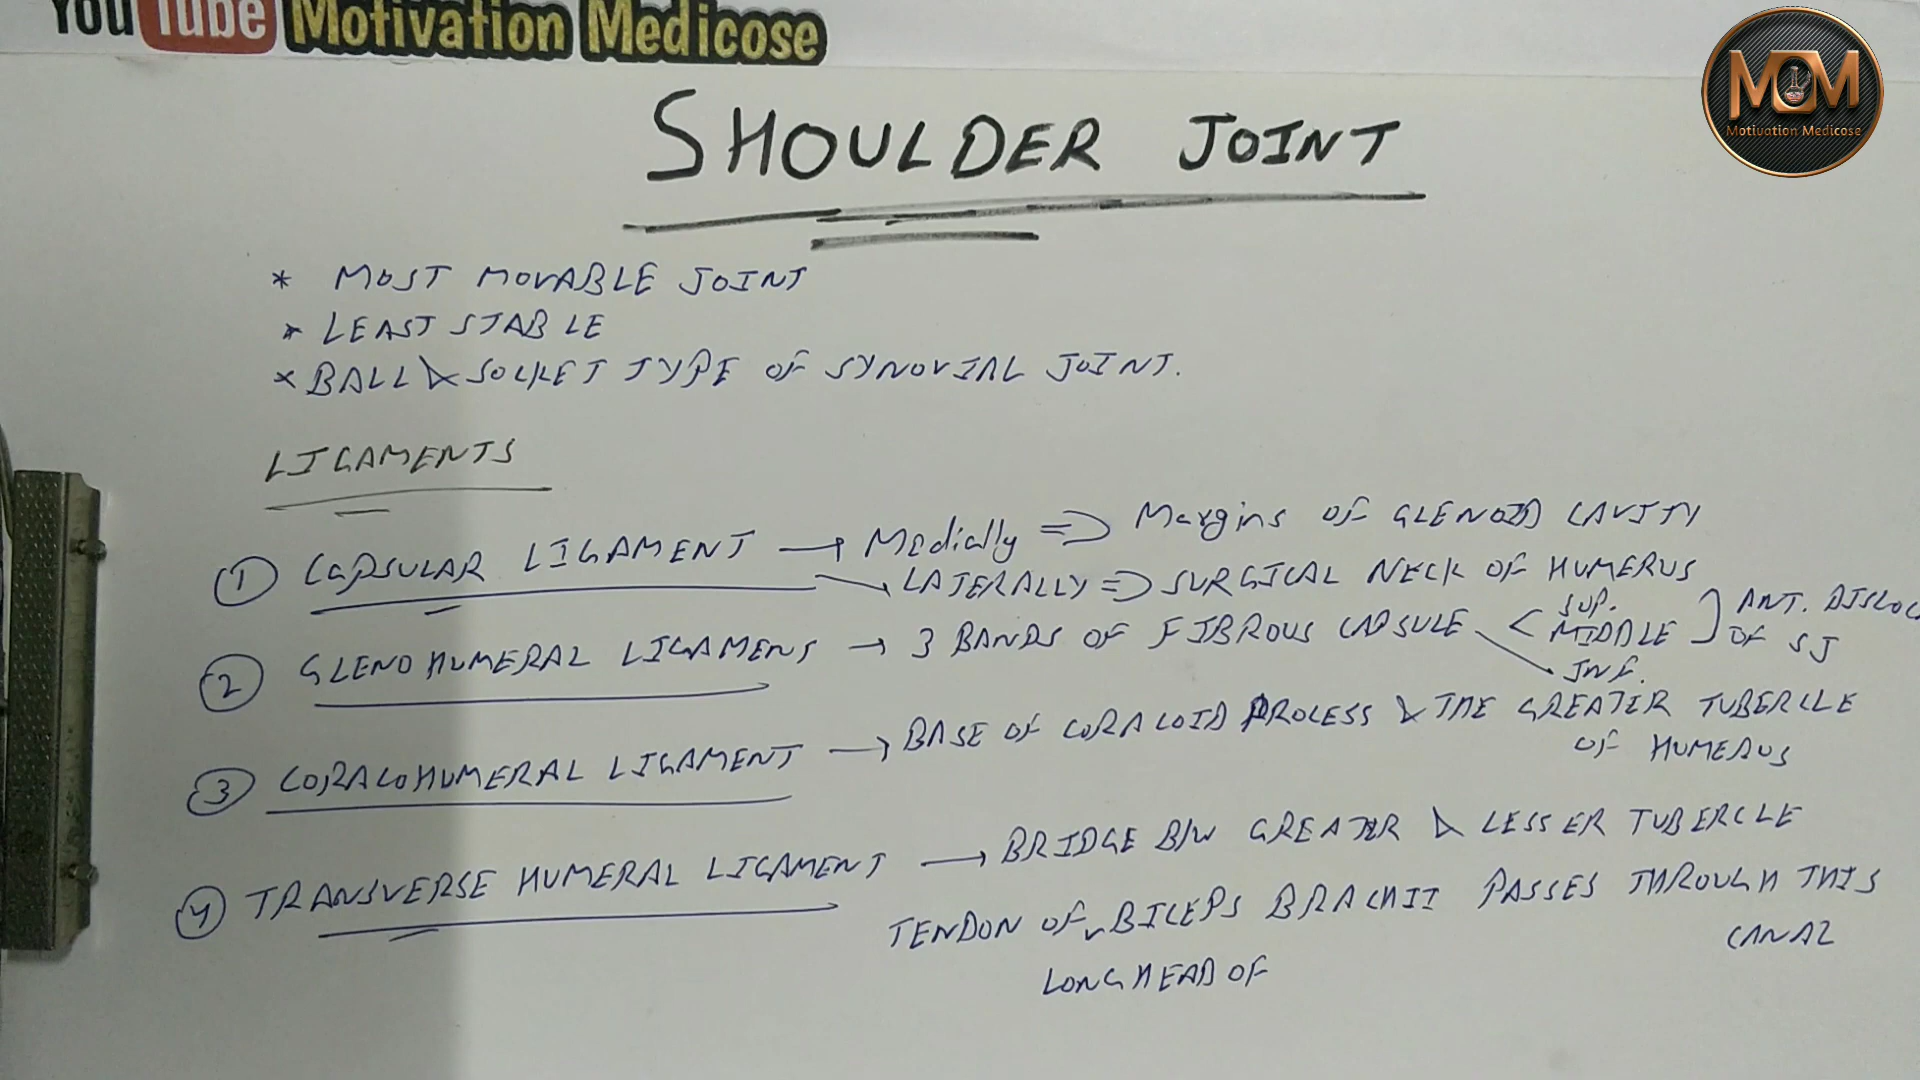 YouTube Motivation Medicose
MOM
Motivation Medicose
SHOULDER JOINT
* MOST MOVABLE JOINT
* LEAST STABLE
* BALL & SOCKET TYPE OF SYNOVIAL JOINT.
LIGAMENTS
① CAPSULAR LIGAMENT → Medially ⇒ Margins OF GLENOID CAVITY
→ LATERALLY ⇒ SURGICAL NECK OF HUMERUS
② GLENOHUMERAL LIGAMENS → 3 BANDS OF FIBROUS CAPSULE < SUP. MIDDLE INF. ] ANT. DISLOC OF SJ
③ CORACOHUMERAL LIGAMENT → BASE OF CORACOID PROCESS & THE GREATER TUBERCLE
OF HUMERUS
④ TRANSVERSE HUMERAL LIGAMENT → BRIDGE B/W GREATER & LESSER TUBERCLE
TENDON OF BICEPS BRACHII PASSES THROUGH THIS
CANAL
LONG HEAD OF